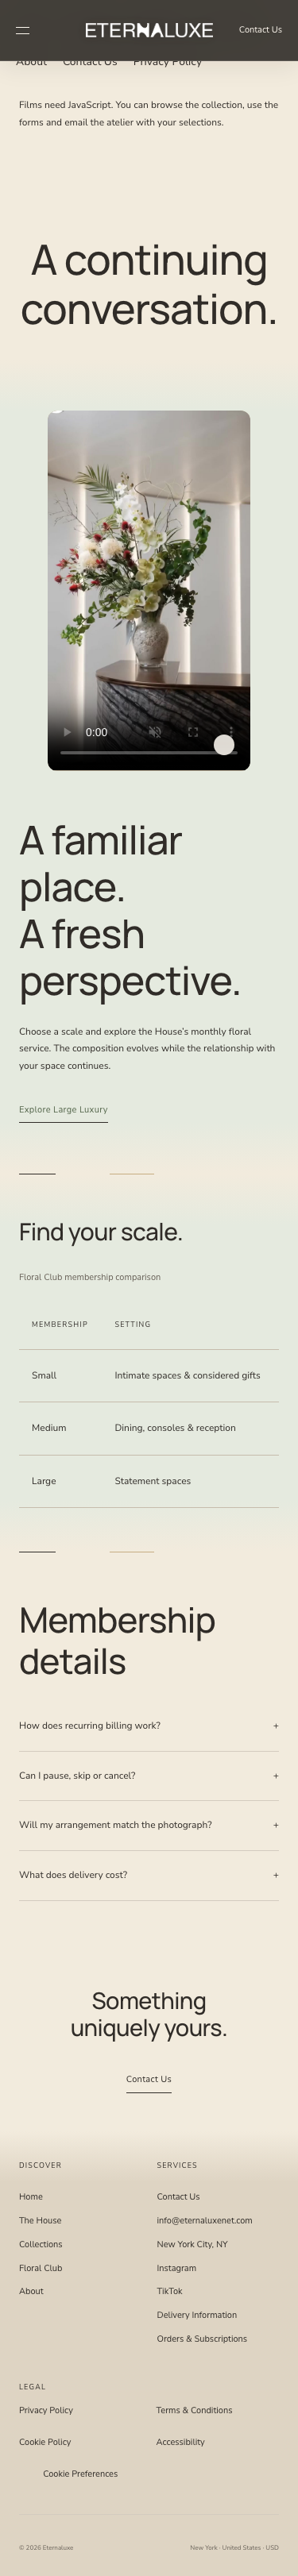 ETERNALUXE
Contact Us
About Contact Us Privacy Policy
Films need JavaScript. You can browse the collection, use the
forms and email the atelier with your selections.
A continuing
conversation.
0:00
A familiar
place.
A fresh
perspective.
Choose a scale and explore the House’s monthly floral
service. The composition evolves while the relationship with
your space continues.
Explore Large Luxury
Find your scale.
Floral Club membership comparison
MEMBERSHIP SETTING
Small Intimate spaces & considered gifts
Medium Dining, consoles & reception
Large Statement spaces
Membership
details
How does recurring billing work? +
Can I pause, skip or cancel? +
Will my arrangement match the photograph? +
What does delivery cost? +
Something
uniquely yours.
Contact Us
DISCOVER
Home
The House
Collections
Floral Club
About
SERVICES
Contact Us
info@eternaluxenet.com
New York City, NY
Instagram
TikTok
Delivery Information
Orders & Subscriptions
LEGAL
Privacy Policy Terms & Conditions
Cookie Policy Accessibility
Cookie Preferences
© 2026 Eternaluxe New York · United States · USD